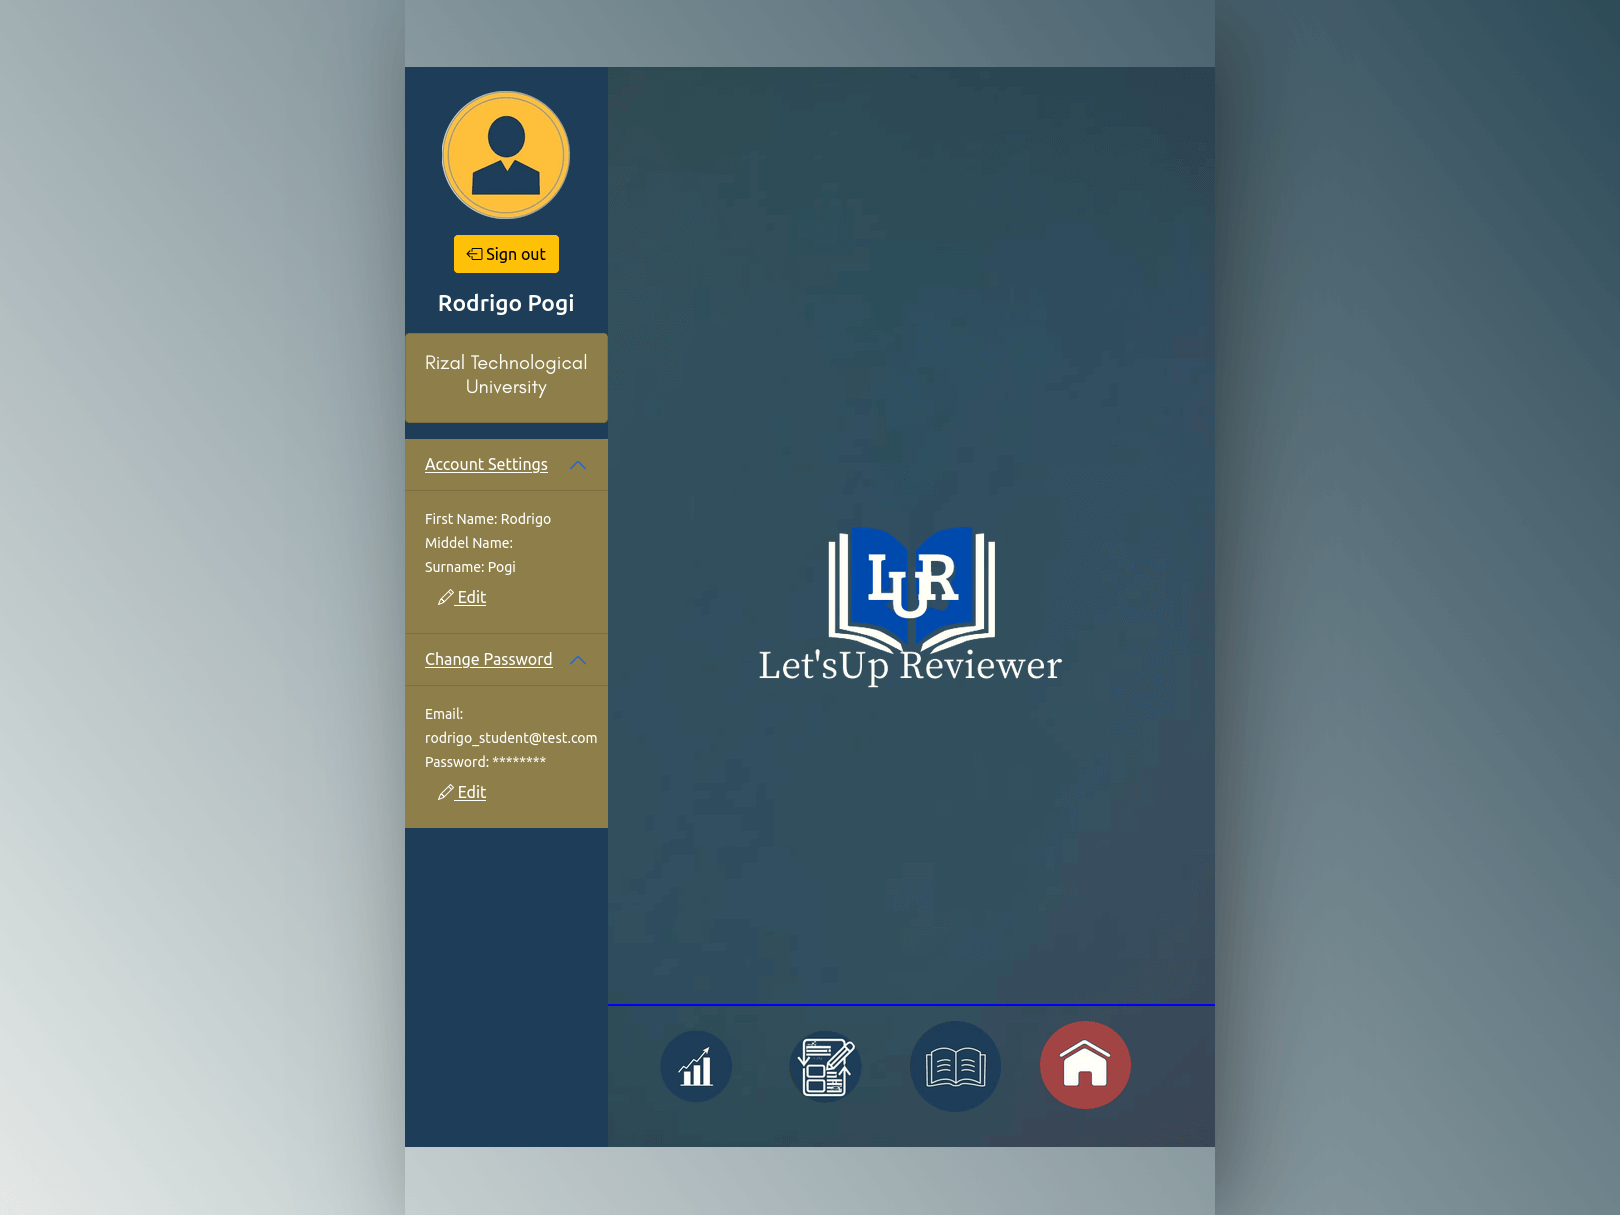 Sign out
Rodrigo Pogi
Rizal Technological
University
Account Settings
First Name: Rodrigo
Middel Name:
Surname: Pogi
Edit
Change Password
Email:
rodrigo_student@test.com
Password: ********
Edit
LUR
Let'sUp Reviewer